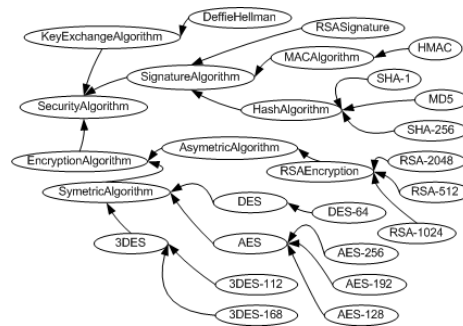 DeffieHellman
KeyExchangeAlgorithm
RSASignature
MACAlgorithm
HMAC
SignatureAlgorithm
SHA-1
SecurityAlgorithm
HashAlgorithm
MD5
SHA-256
EncryptionAlgorithm
AsymetricAlgorithm
RSAEncryption
RSA-2048
SymetricAlgorithm
RSA-512
DES
DES-64
RSA-1024
3DES
AES
AES-256
3DES-112
AES-192
3DES-168
AES-128